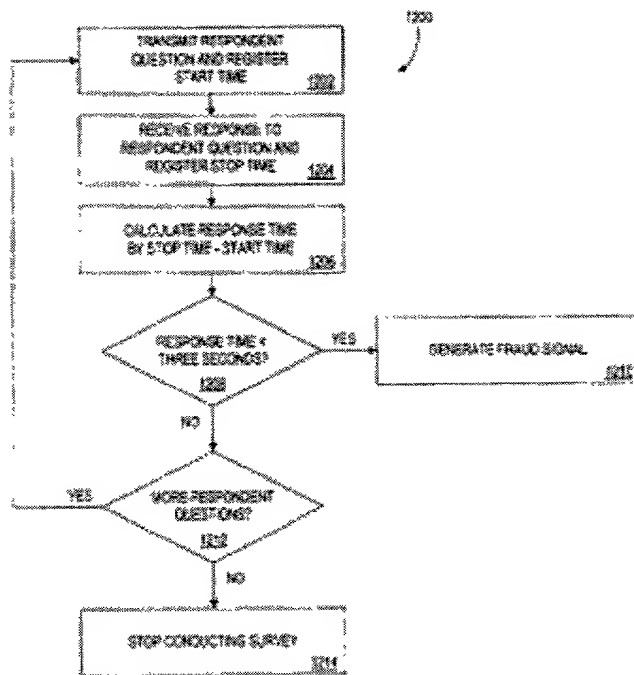 1200
TRANSMIT RESPONDENT
QUESTION AND REGISTER
START TIME
1202
RECEIVE RESPONSE TO
RESPONDENT QUESTION AND
REGISTER STOP TIME
1204
CALCULATE RESPONSE TIME
BY STOP TIME - START TIME
1206
RESPONSE TIME <
THREE SECONDS?
1208
YES
GENERATE FRAUD SIGNAL
NO
YES
MORE RESPONDENT
QUESTIONS?
1212
NO
STOP CONDUCTING SURVEY
1214